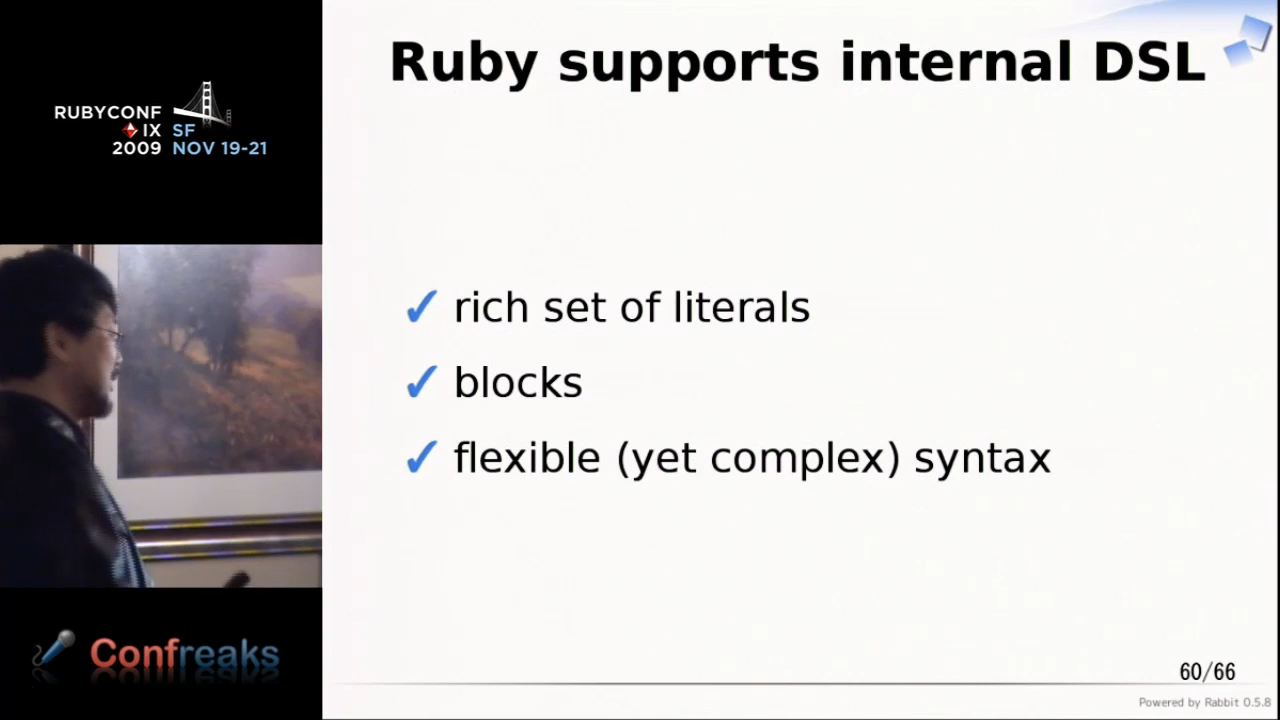 RUBYCONF
IX SF
2009 NOV 19-21
Confreaks
Ruby supports internal DSL
✓ rich set of literals
✓ blocks
✓ flexible (yet complex) syntax
60/66
Powered by Rabbit 0.5.8